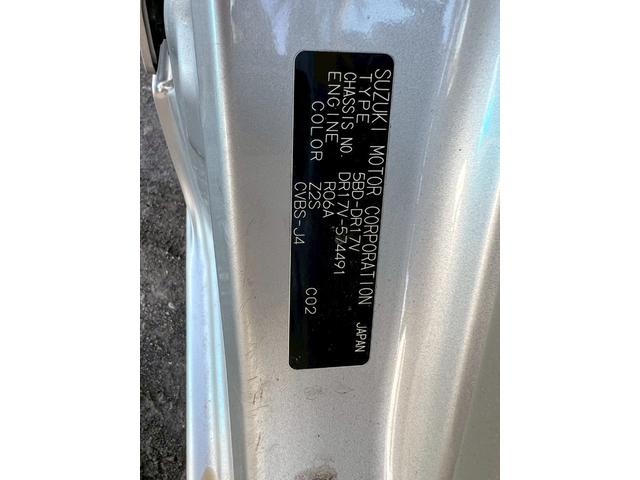 SUZUKI MOTOR CORPORATION JAPAN
TYPE 5BD-DR17V
CHASSIS NO. DR17V-574491
ENGINE R06A
COLOR Z2S C02
CVBS-J4